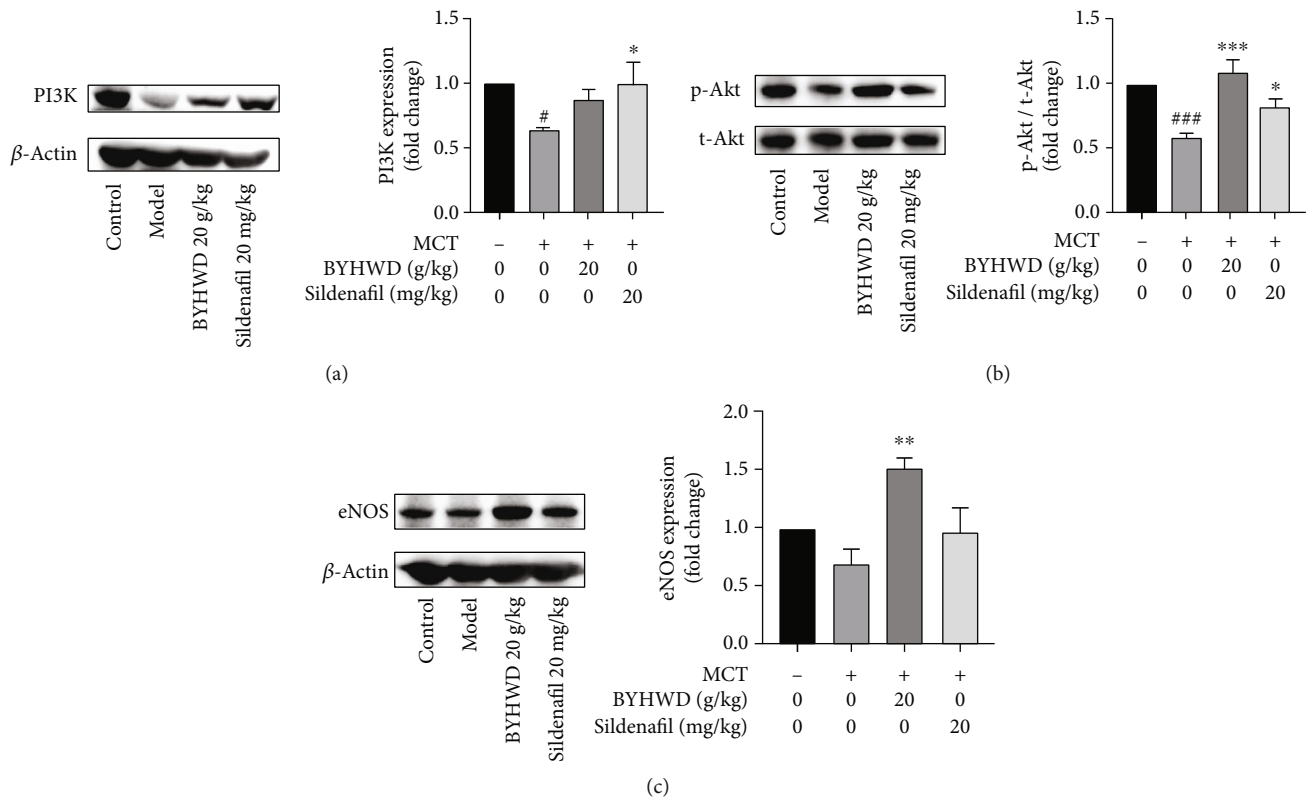 PI3K
β-Actin
Control
Model
BYHWD 20 g/kg
Sildenafil 20 mg/kg
PI3K expression
(fold change)
1.5
1.0
0.5
0.0
#
*
MCT – + + +
BYHWD (g/kg) 0 0 20 0
Sildenafil (mg/kg) 0 0 0 20
(a)
p-Akt
t-Akt
Control
Model
BYHWD 20 g/kg
Sildenafil 20 mg/kg
p-Akt / t-Akt
(fold change)
1.5
1.0
0.5
0.0
###
***
*
MCT – + + +
BYHWD (g/kg) 0 0 20 0
Sildenafil (mg/kg) 0 0 0 20
(b)
eNOS
β-Actin
Control
Model
BYHWD 20 g/kg
Sildenafil 20 mg/kg
eNOS expression
(fold change)
2.0
1.5
1.0
0.5
0.0
**
MCT – + + +
BYHWD (g/kg) 0 0 20 0
Sildenafil (mg/kg) 0 0 0 20
(c)